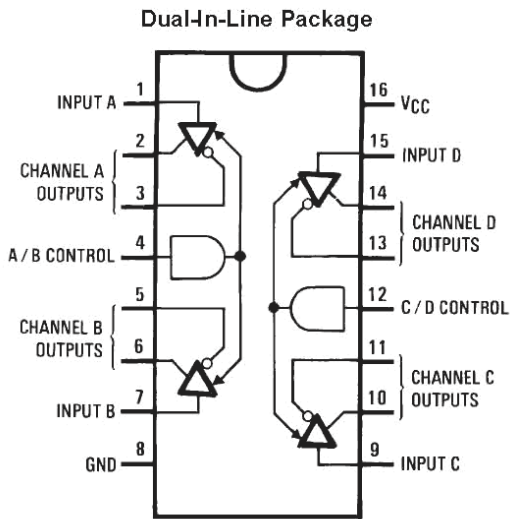 Dual-In-Line Package
INPUT A
1
2
CHANNEL A
OUTPUTS
3
A/B CONTROL
4
5
CHANNEL B
OUTPUTS
6
INPUT B
7
GND
8
16
VCC
15
INPUT D
14
CHANNEL D
OUTPUTS
13
12
C/D CONTROL
11
CHANNEL C
OUTPUTS
10
9
INPUT C